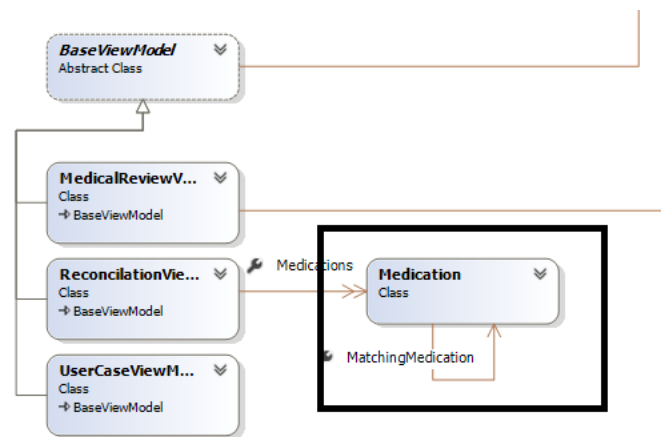 BaseViewModel
Abstract Class
MedicalReviewV...
Class
BaseViewModel
ReconcilationVie...
Class
BaseViewModel
Medications
Medication
Class
MatchingMedication
UserCaseViewM...
Class
BaseViewModel